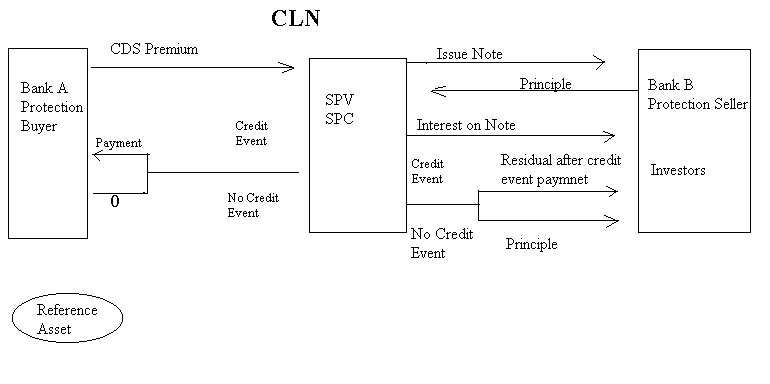 CLN
CDS Premium
Issue Note
Bank A
Protection
Buyer
SPV
SPC
Principle
Bank B
Protection Seller
Credit
Event
Interest on Note
Payment
Credit
Event
Residual after credit
event paymnet
Investors
0
No Credit
Event
No Credit
Event
Principle
Reference
Asset